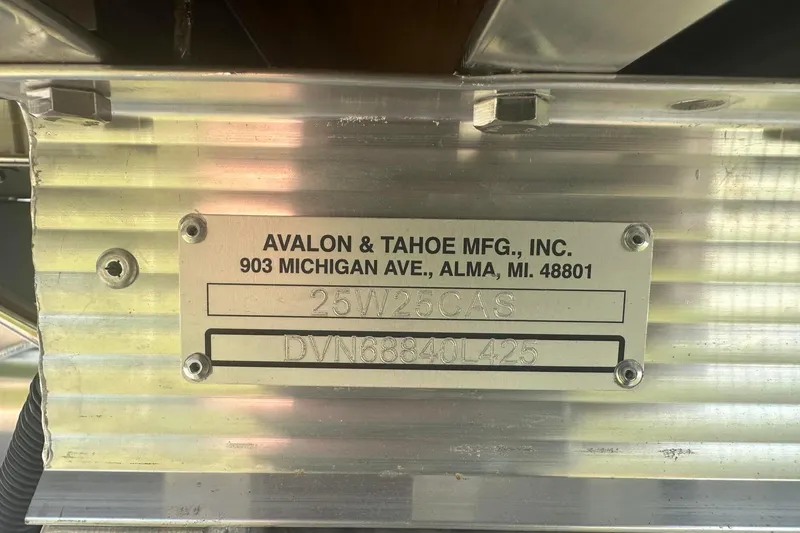 AVALON & TAHOE MFG., INC.
903 MICHIGAN AVE., ALMA, MI. 48801
25W25CAS
DVN68840L425